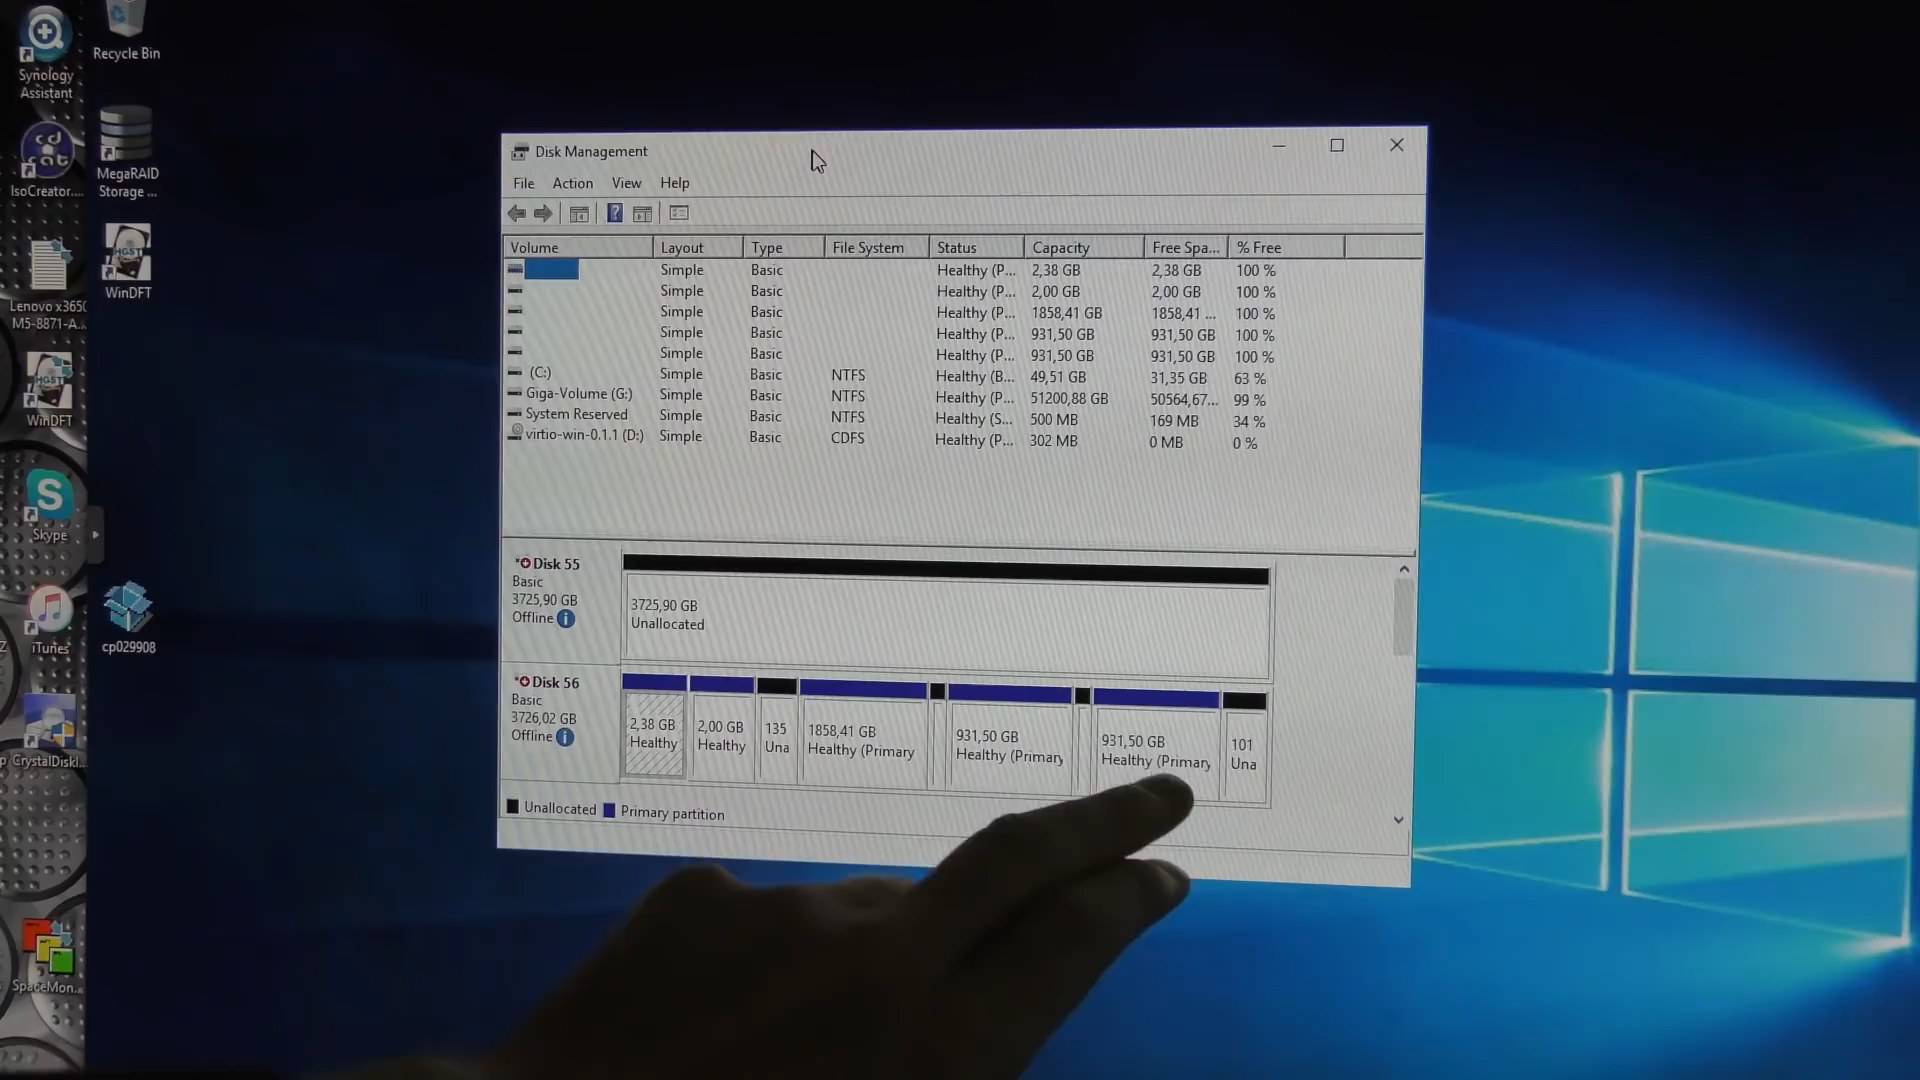 Synology
Assistant
Recycle Bin
IsoCreator....
MegaRAID
Storage ...
Lenovo x3650
M5-8871-A...
HGST
WinDFT
HGST
WinDFT
Skype
iTunes
cp029908
CrystalDiskI...
SpaceMon...
Disk Management
File Action View Help
Volume Layout Type File System Status Capacity Free Spa... % Free
Simple Basic Healthy (P... 2,38 GB 2,38 GB 100 %
Simple Basic Healthy (P... 2,00 GB 2,00 GB 100 %
Simple Basic Healthy (P... 1858,41 GB 1858,41 ... 100 %
Simple Basic Healthy (P... 931,50 GB 931,50 GB 100 %
Simple Basic Healthy (P... 931,50 GB 931,50 GB 100 %
(C:) Simple Basic NTFS Healthy (B... 49,51 GB 31,35 GB 63 %
Giga-Volume (G:) Simple Basic NTFS Healthy (P... 51200,88 GB 50564,67... 99 %
System Reserved Simple Basic NTFS Healthy (S... 500 MB 169 MB 34 %
virtio-win-0.1.1 (D:) Simple Basic CDFS Healthy (P... 302 MB 0 MB 0 %
Disk 55
Basic
3725,90 GB
Offline
3725,90 GB
Unallocated
Disk 56
Basic
3726,02 GB
Offline
2,38 GB
Healthy
2,00 GB
Healthy
135
Una
1858,41 GB
Healthy (Primary
931,50 GB
Healthy (Primary
931,50 GB
Healthy (Primary
101
Una
Unallocated Primary partition